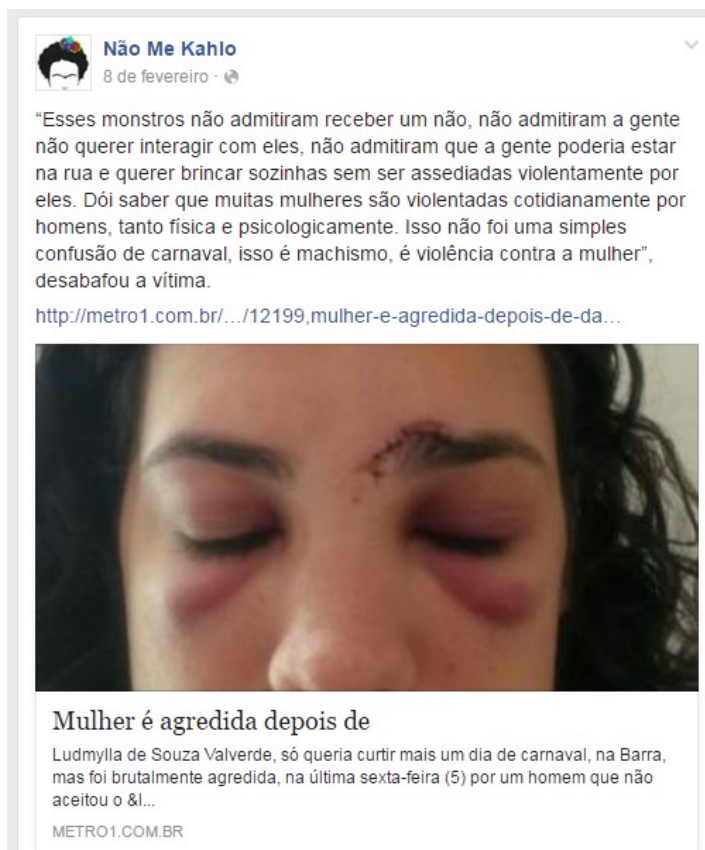 Não Me Kahlo
8 de fevereiro ·
“Esses monstros não admitiram receber um não, não admitiram a gente
não querer interagir com eles, não admitiram que a gente poderia estar
na rua e querer brincar sozinhas sem ser assediadas violentamente por
eles. Dói saber que muitas mulheres são violentadas cotidianamente por
homens, tanto física e psicologicamente. Isso não foi uma simples
confusão de carnaval, isso é machismo, é violência contra a mulher”,
desabafou a vítima.
http://metro1.com.br/.../12199,mulher-e-agredida-depois-de-da...
Mulher é agredida depois de
Ludmylla de Souza Valverde, só queria curtir mais um dia de carnaval, na Barra,
mas foi brutalmente agredida, na última sexta-feira (5) por um homem que não
aceitou o &l...
METRO1.COM.BR